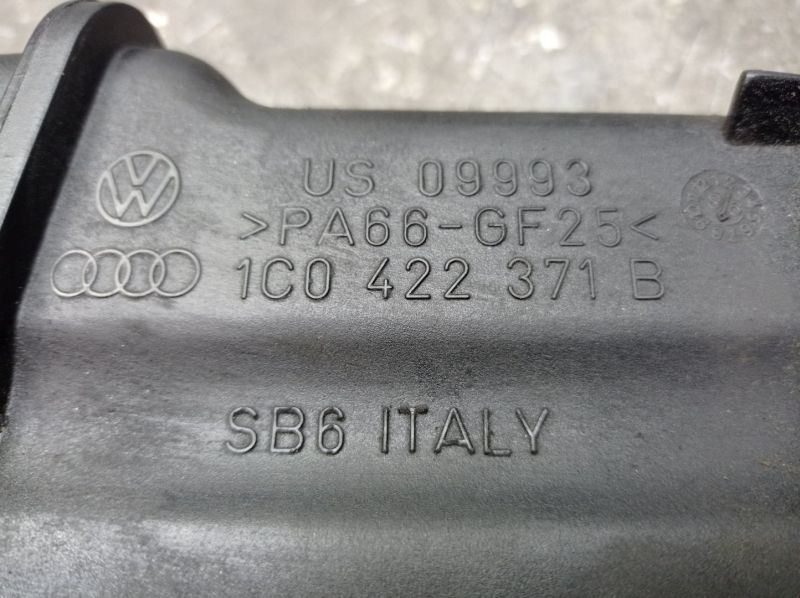 US 09993
>PA66-GF25<
1C0 422 371 B
SB6 ITALY